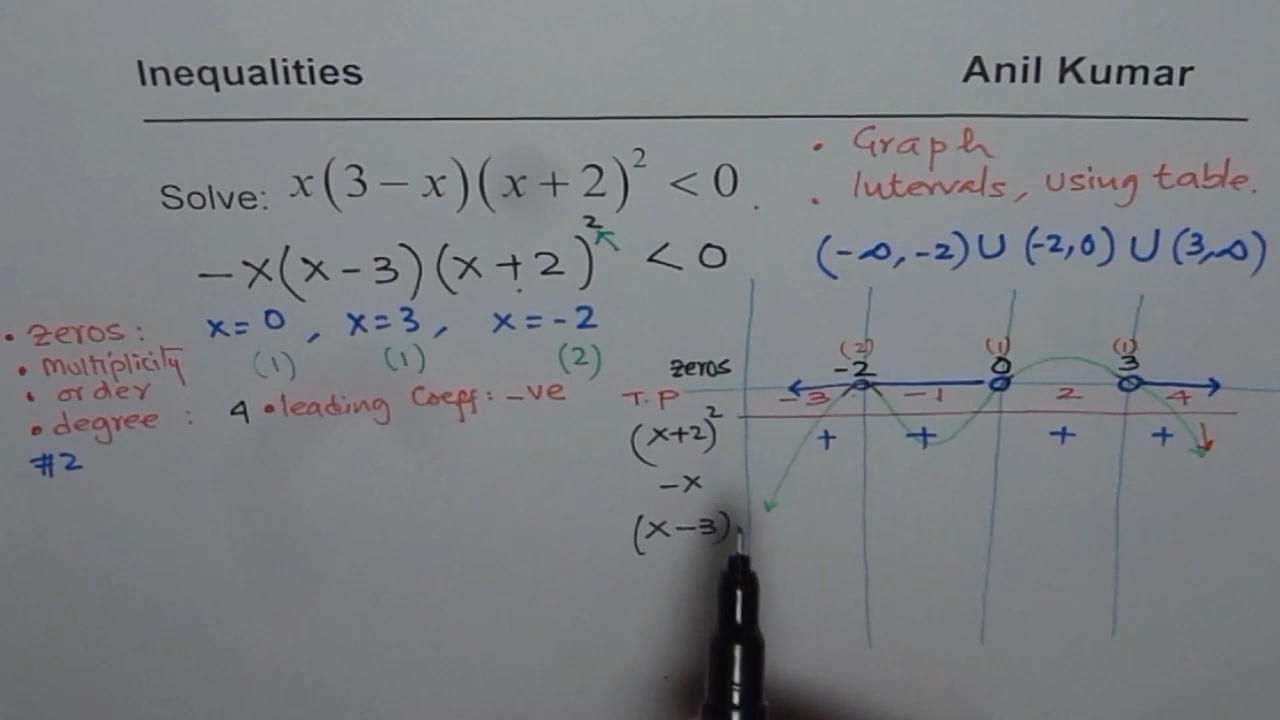 Inequalities
Anil Kumar
Solve: x(3 − x)(x + 2)² < 0.
• Graph
• Intervals, using table.
−x(x−3)(x+2)² < 0
(-∞,-2) ∪ (-2,0) ∪ (3,∞)
• zeros: x=0, x=3, x=-2
• multiplicity (1) (1) (2)
• order
• degree: 4 • leading Coeff: -ve
#2
(2) (1) (1)
zeros -2 0 3
T.P -3 -1 2 4
(x+2)² + + + +
-x
(x-3)